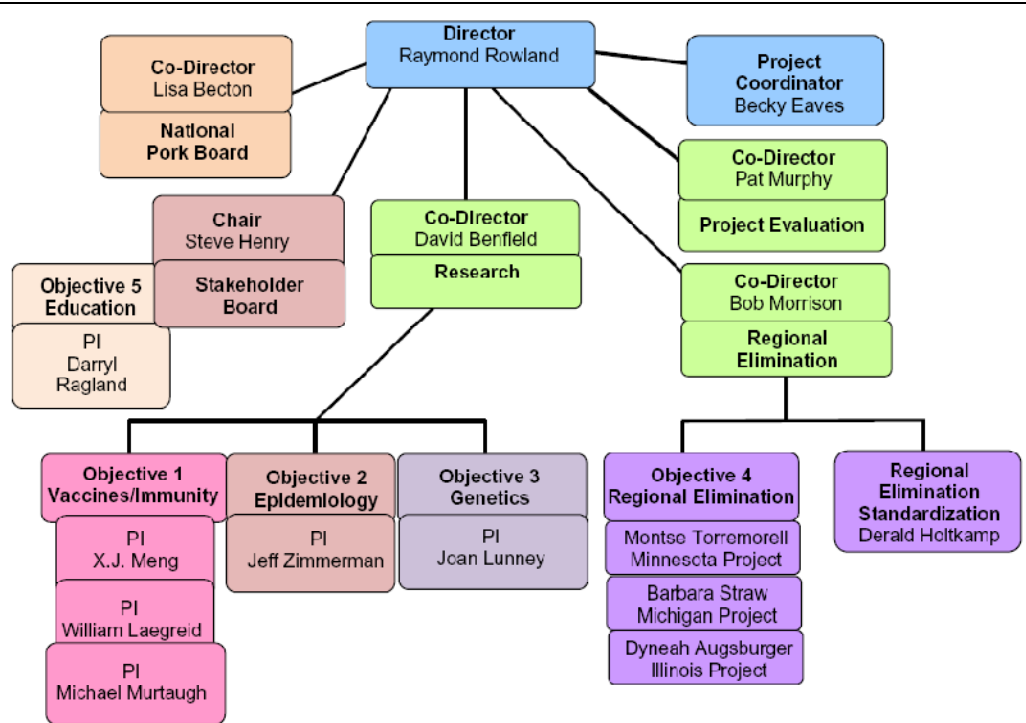 Director
Raymond Rowland
Co-Director
Lisa Becton
National
Pork Board
Project
Coordinator
Becky Eaves
Co-Director
Pat Murphy
Project Evaluation
Chair
Steve Henry
Stakeholder
Board
Co-Director
David Benfield
Research
Co-Director
Bob Morrison
Regional
Elimination
Objective 5
Education
PI
Darryl
Ragland
Objective 1
Vaccines/Immunity
PI
X.J. Meng
PI
William Laegreid
PI
Michael Murtaugh
Objective 2
Epidemiology
PI
Jeff Zimmerman
Objective 3
Genetics
PI
Joan Lunney
Objective 4
Regional Elimination
Montse Torremorell
Minnesota Project
Barbara Straw
Michigan Project
Dyneah Augsburger
Illinois Project
Regional
Elimination
Standardization
Derald Holtkamp